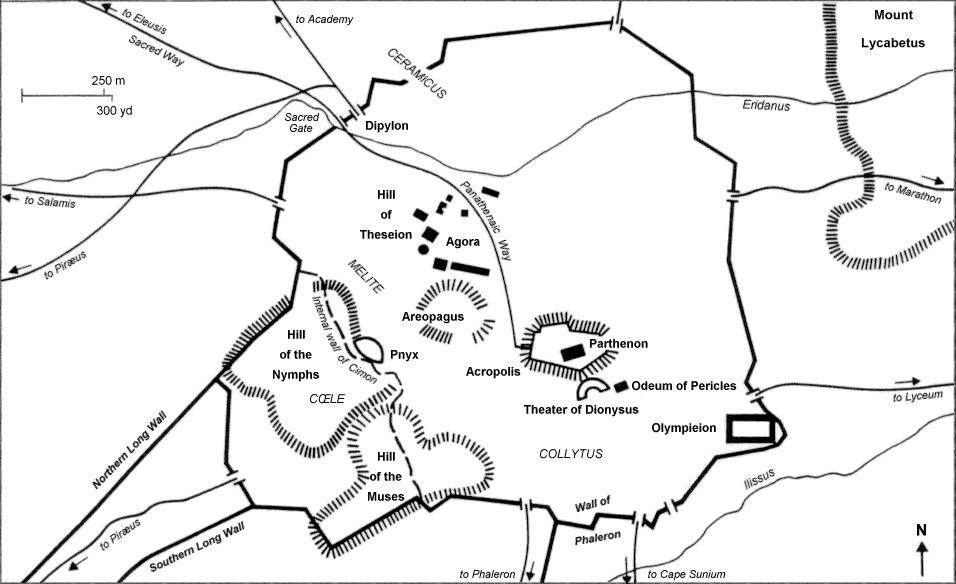 to Eleusis
Sacred Way
to Academy
Mount
Lycabetus
CERAMICUS
250 m
300 yd
Eridanus
Sacred
Gate
Dipylon
to Salamis
Hill
of
Theseion
Panathenaic Way
to Marathon
Agora
to Piræus
MELITE
Areopagus
Internal wall of Cimon
Hill
of the
Nymphs
Pnyx
Parthenon
Acropolis
Odeum of Pericles
CŒLE
Theater of Dionysus
to Lyceum
Olympieion
Northern Long Wall
Hill
of the
Muses
COLLYTUS
Ilissus
Wall of
Phaleron
to Piræus
Southern Long Wall
N
to Phaleron
to Cape Sunium